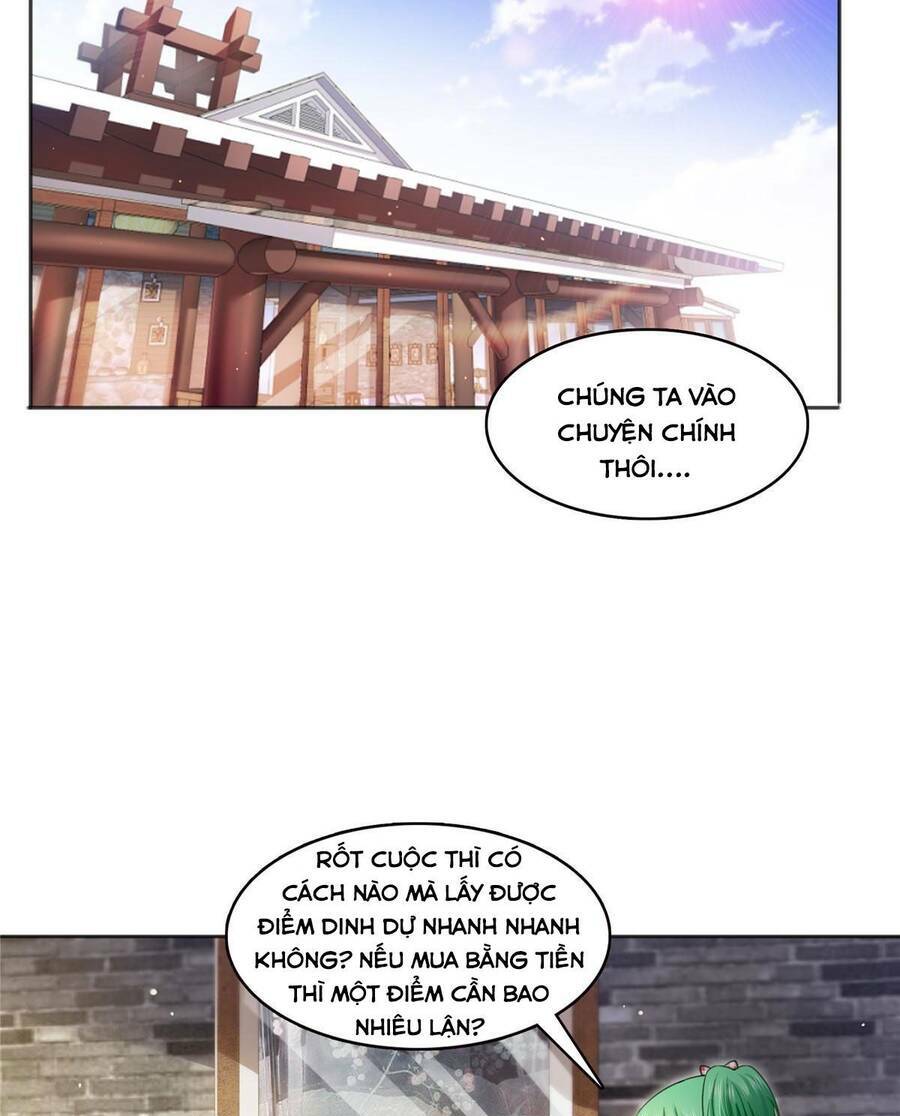 CHÚNG TA VÀO
CHUYỆN CHÍNH
THÔI....
RỐT CUỘC THÌ CÓ
CÁCH NÀO MÀ LẤY ĐƯỢC
ĐIỂM DINH DỰ NHANH NHANH
KHÔNG? NẾU MUA BẰNG TIỀN
THÌ MỘT ĐIỂM CẦN BAO
NHIÊU LẬN?